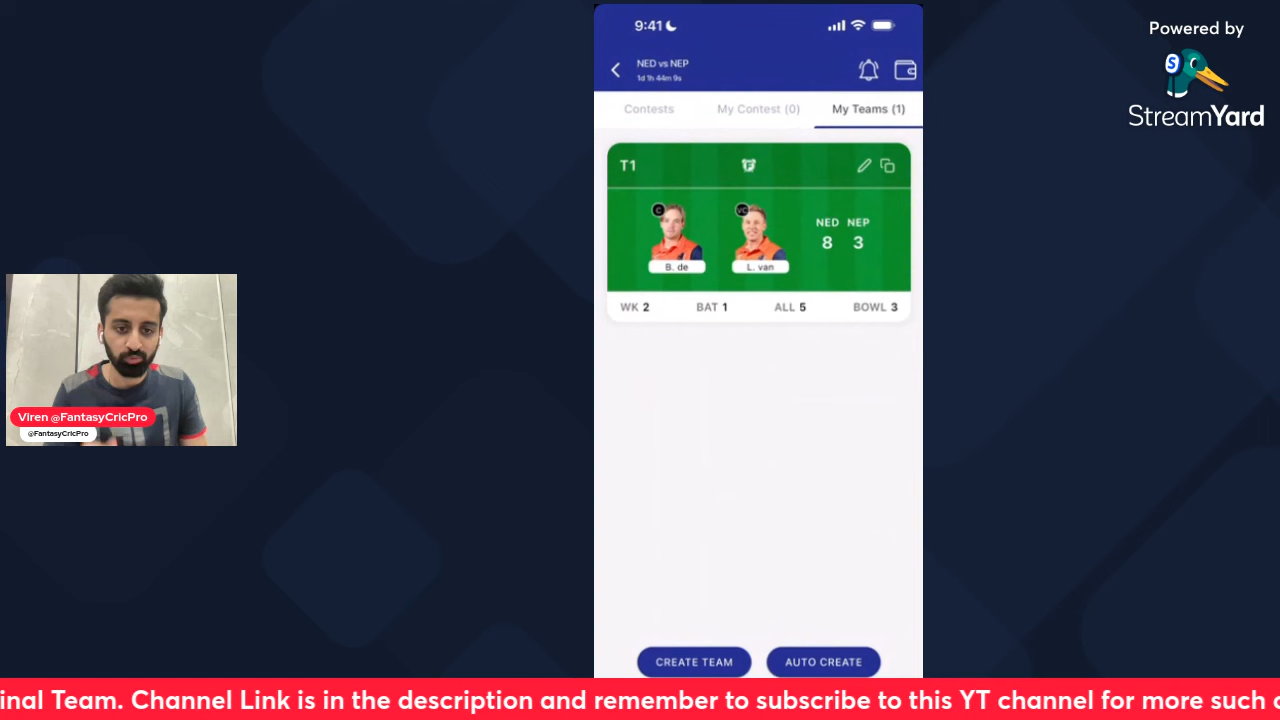 9:41
Powered by
StreamYard
NED vs NEP
1d 1h 44m 9s
Contests
My Contest (0)
My Teams (1)
T1
C
VC
NED NEP
8 3
B. de
L. van
WK 2
BAT 1
ALL 5
BOWL 3
Viren @FantasyCricPro
@FantasyCricPro
CREATE TEAM
AUTO CREATE
inal Team. Channel Link is in the description and remember to subscribe to this YT channel for more such